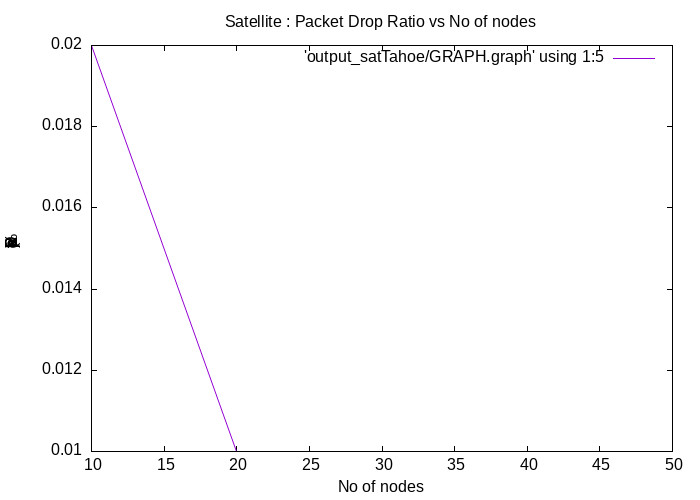 Satellite : Packet Drop Ratio vs No of nodes
'output_satTahoe/GRAPH.graph' using 1:5
0.02
0.018
0.016
0.014
0.012
0.01
10 15 20 25 30 35 40 45 50
No of nodes